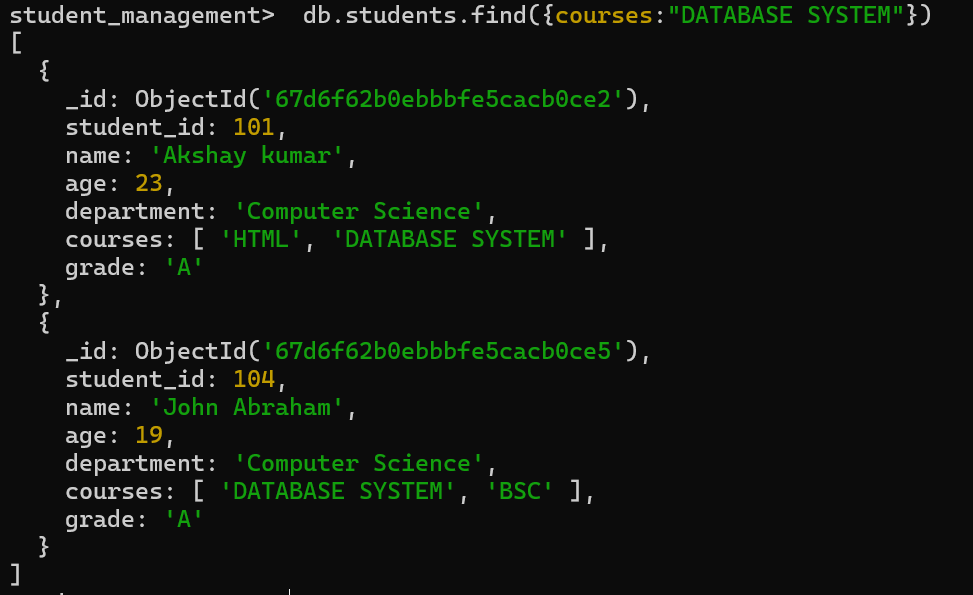 student_management>  db.students.find({courses:"DATABASE SYSTEM"})
[
  {
    _id: ObjectId('67d6f62b0ebbbfe5cacb0ce2'),
    student_id: 101,
    name: 'Akshay kumar',
    age: 23,
    department: 'Computer Science',
    courses: [ 'HTML', 'DATABASE SYSTEM' ],
    grade: 'A'
  },
  {
    _id: ObjectId('67d6f62b0ebbbfe5cacb0ce5'),
    student_id: 104,
    name: 'John Abraham',
    age: 19,
    department: 'Computer Science',
    courses: [ 'DATABASE SYSTEM', 'BSC' ],
    grade: 'A'
  }
]